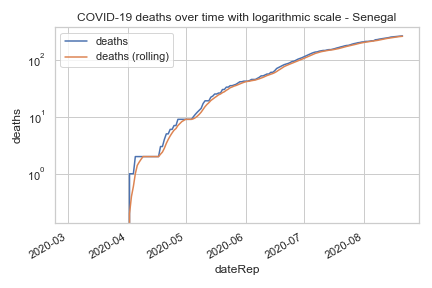 COVID-19 deaths over time with logarithmic scale - Senegal
deaths
deaths (rolling)
10²
10¹
10⁰
deaths
2020-03
2020-04
2020-05
2020-06
2020-07
2020-08
dateRep